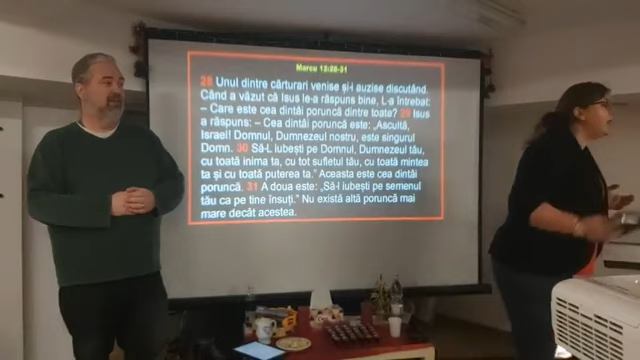 Marcu 12:28-31
28 Unul dintre cărturari venise și-i auzise discutând.
Când a văzut că Isus le-a răspuns bine, L-a întrebat:
– Care este cea dintâi poruncă dintre toate? 29 Isus
a răspuns: – Cea dintâi poruncă este: „Ascultă,
Israel! Domnul, Dumnezeul nostru, este singurul
Domn. 30 Să-L iubești pe Domnul, Dumnezeul tău,
cu toată inima ta, cu tot sufletul tău, cu toată mintea
ta și cu toată puterea ta.” Aceasta este cea dintâi
poruncă. 31 A doua este: „Să-l iubești pe semenul
tău ca pe tine însuți.” Nu există altă poruncă mai
mare decât acestea.